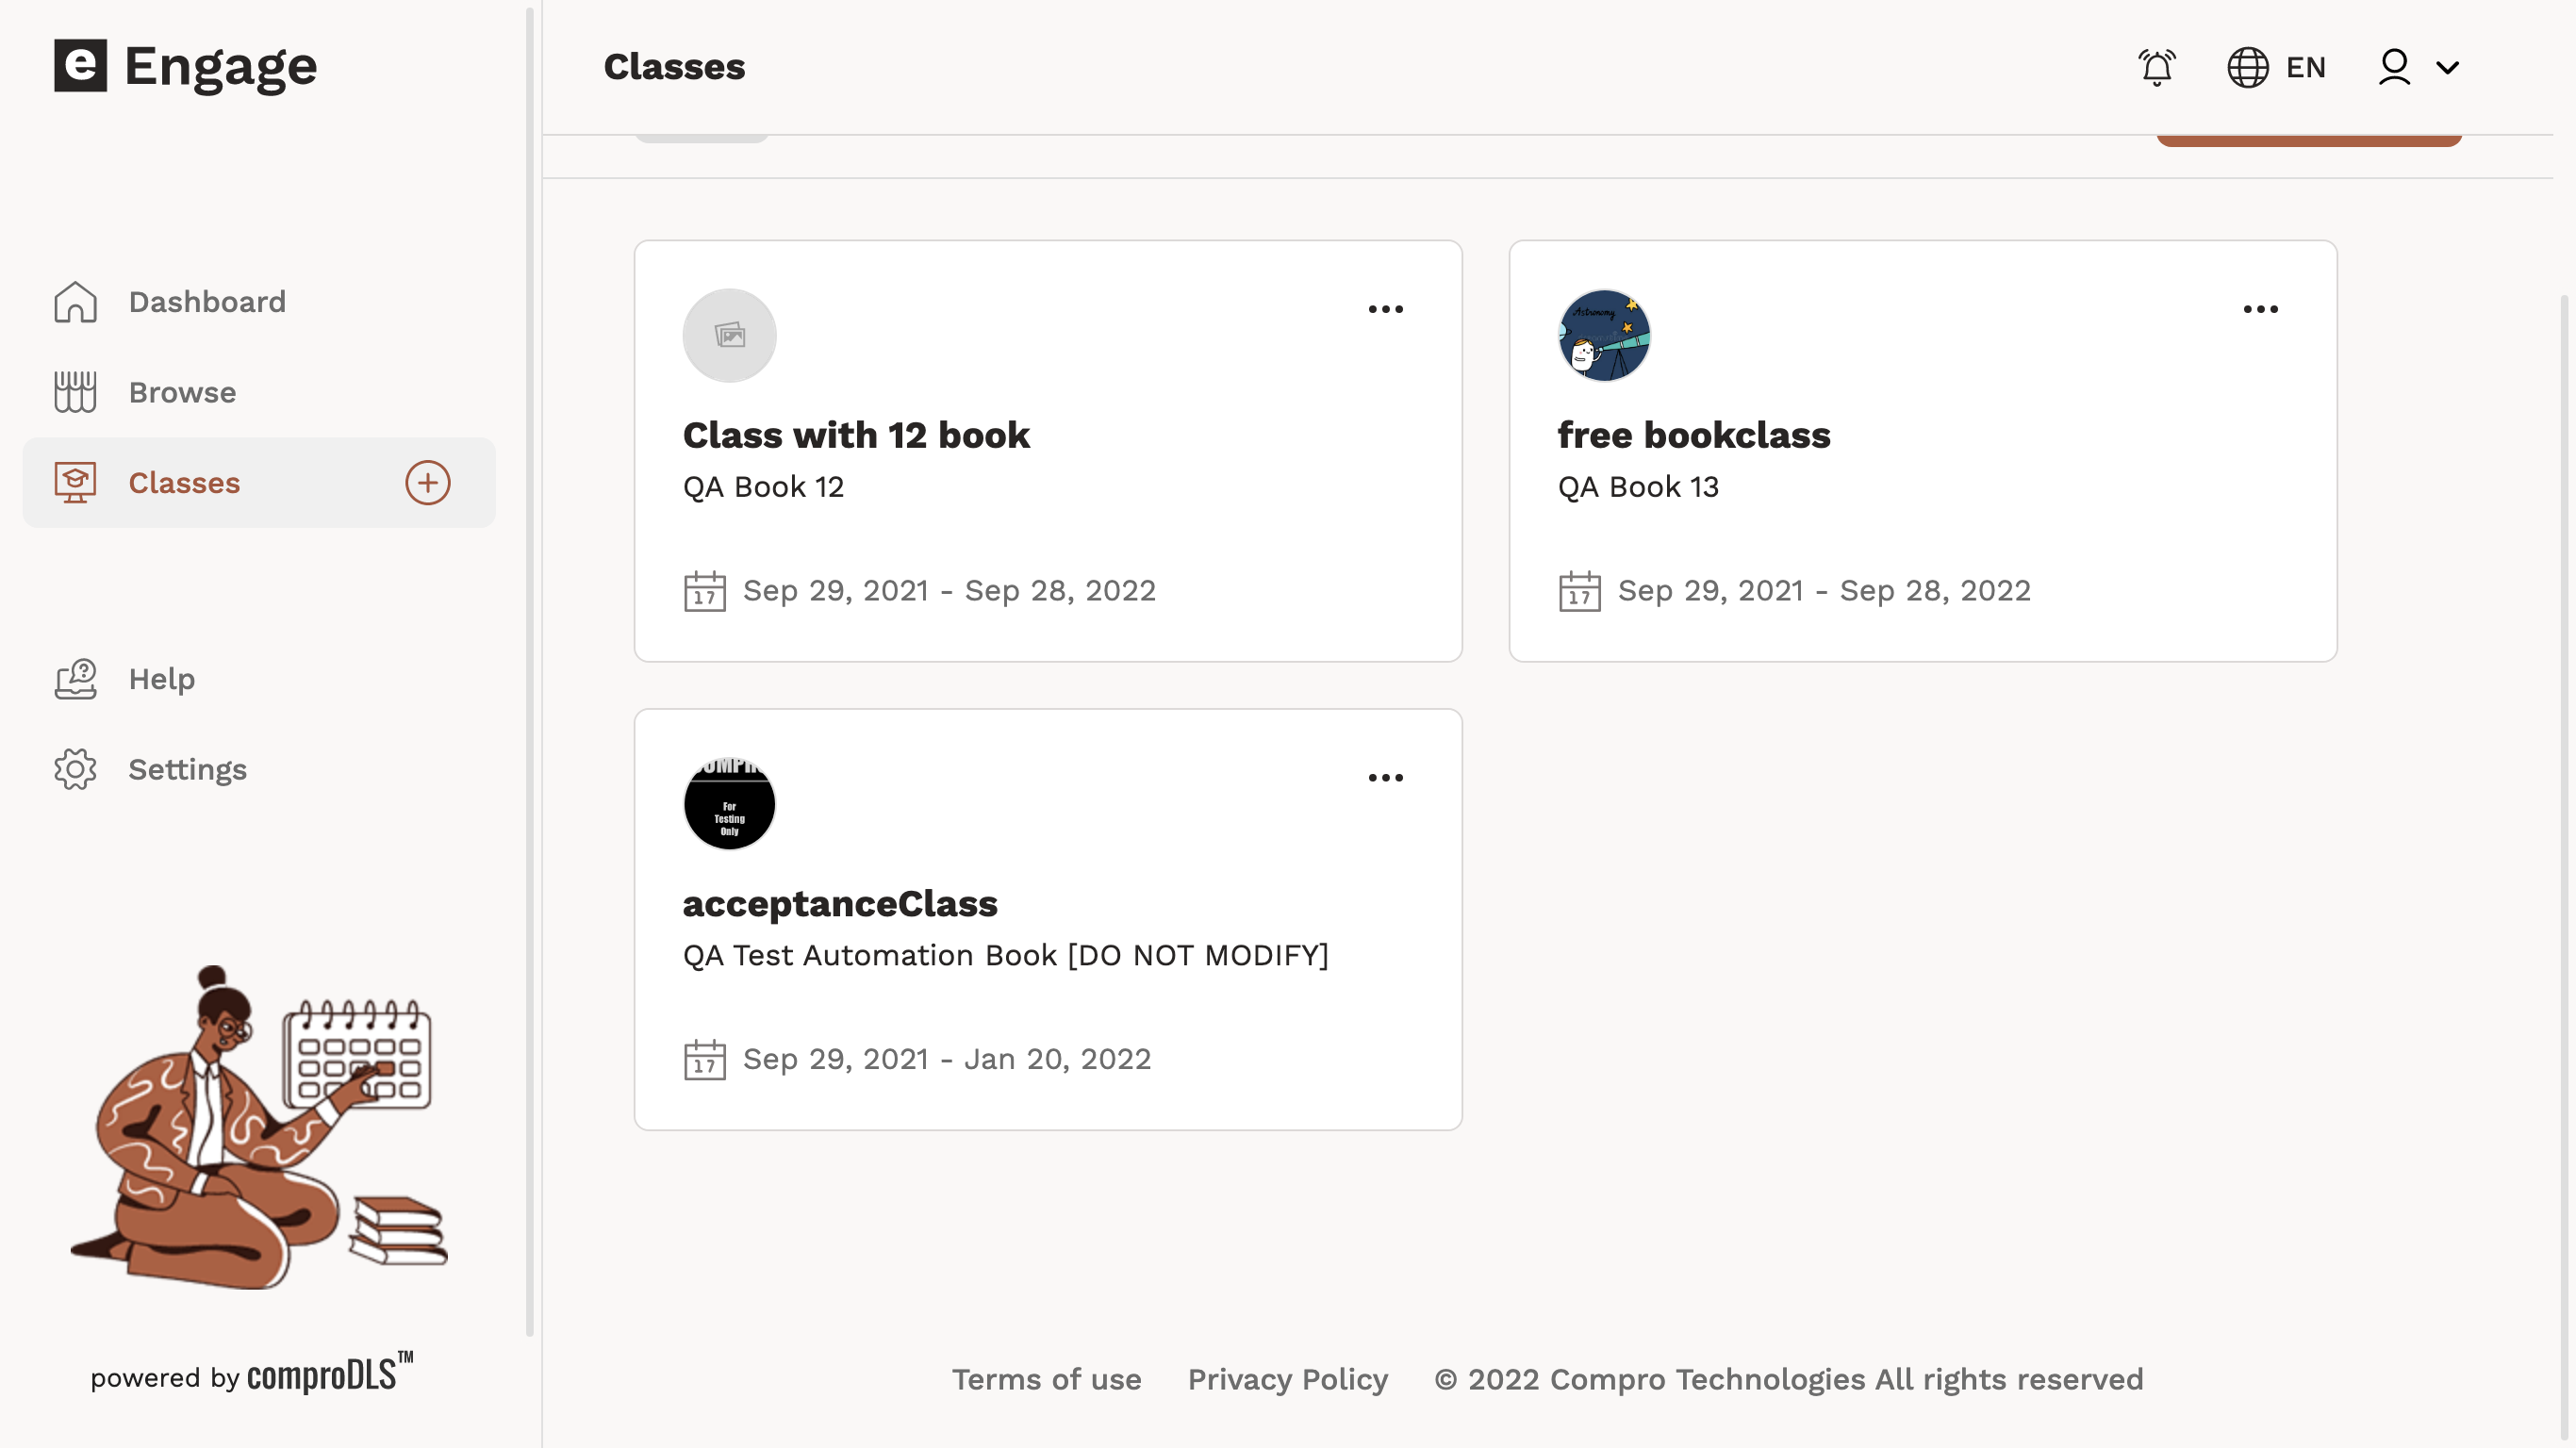 e Engage
Classes
EN
Dashboard
Browse
Classes
Help
Settings
powered by comproDLS™
Astronomy
Class with 12 book
QA Book 12
17 Sep 29, 2021 - Sep 28, 2022
free bookclass
QA Book 13
17 Sep 29, 2021 - Sep 28, 2022
For
Testing
Only
acceptanceClass
QA Test Automation Book [DO NOT MODIFY]
17 Sep 29, 2021 - Jan 20, 2022
Terms of use Privacy Policy © 2022 Compro Technologies All rights reserved